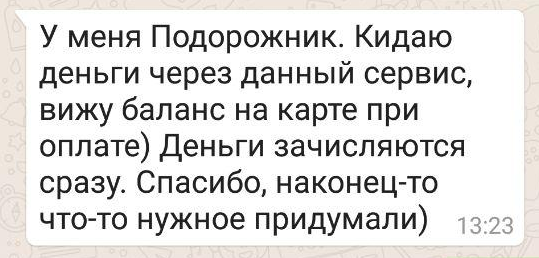 У меня Подорожник. Кидаю
деньги через данный сервис,
вижу баланс на карте при
оплате) Деньги зачисляются
сразу. Спасибо, наконец-то
что-то нужное придумали)
13:23